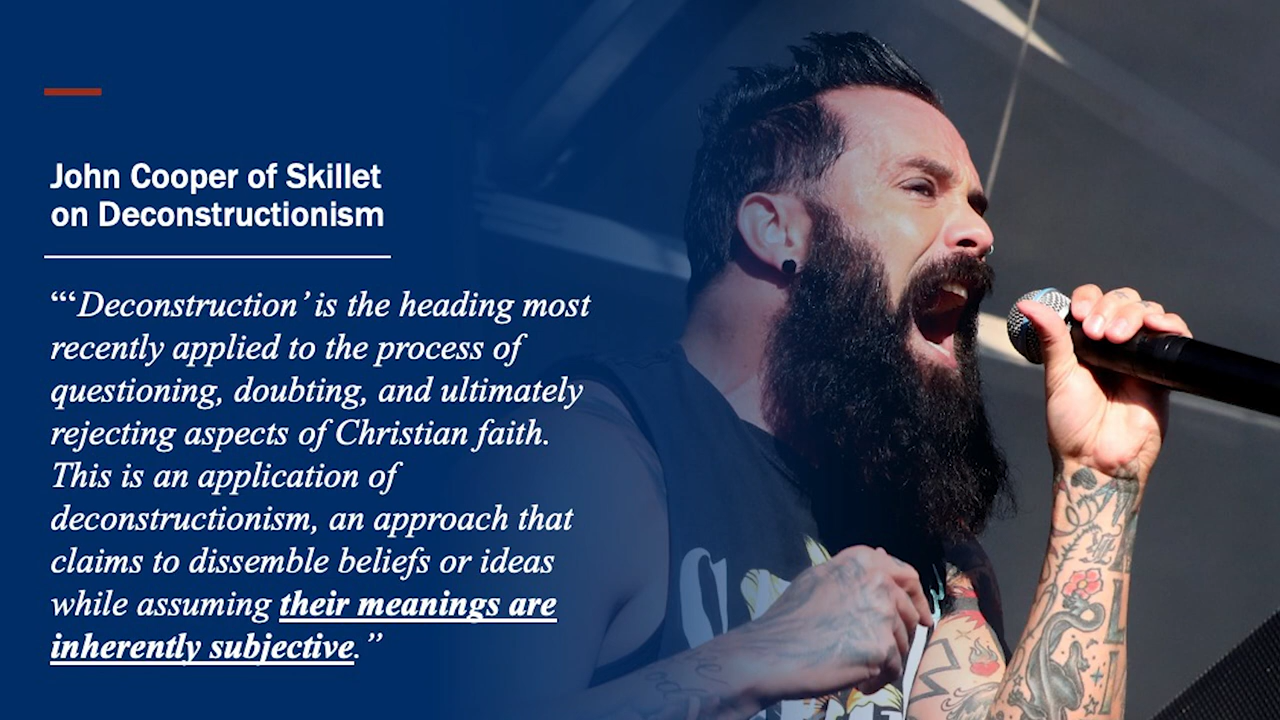 John Cooper of Skillet
on Deconstructionism
“‘Deconstruction’ is the heading most
recently applied to the process of
questioning, doubting, and ultimately
rejecting aspects of Christian faith.
This is an application of
deconstructionism, an approach that
claims to dissemble beliefs or ideas
while assuming their meanings are
inherently subjective.”